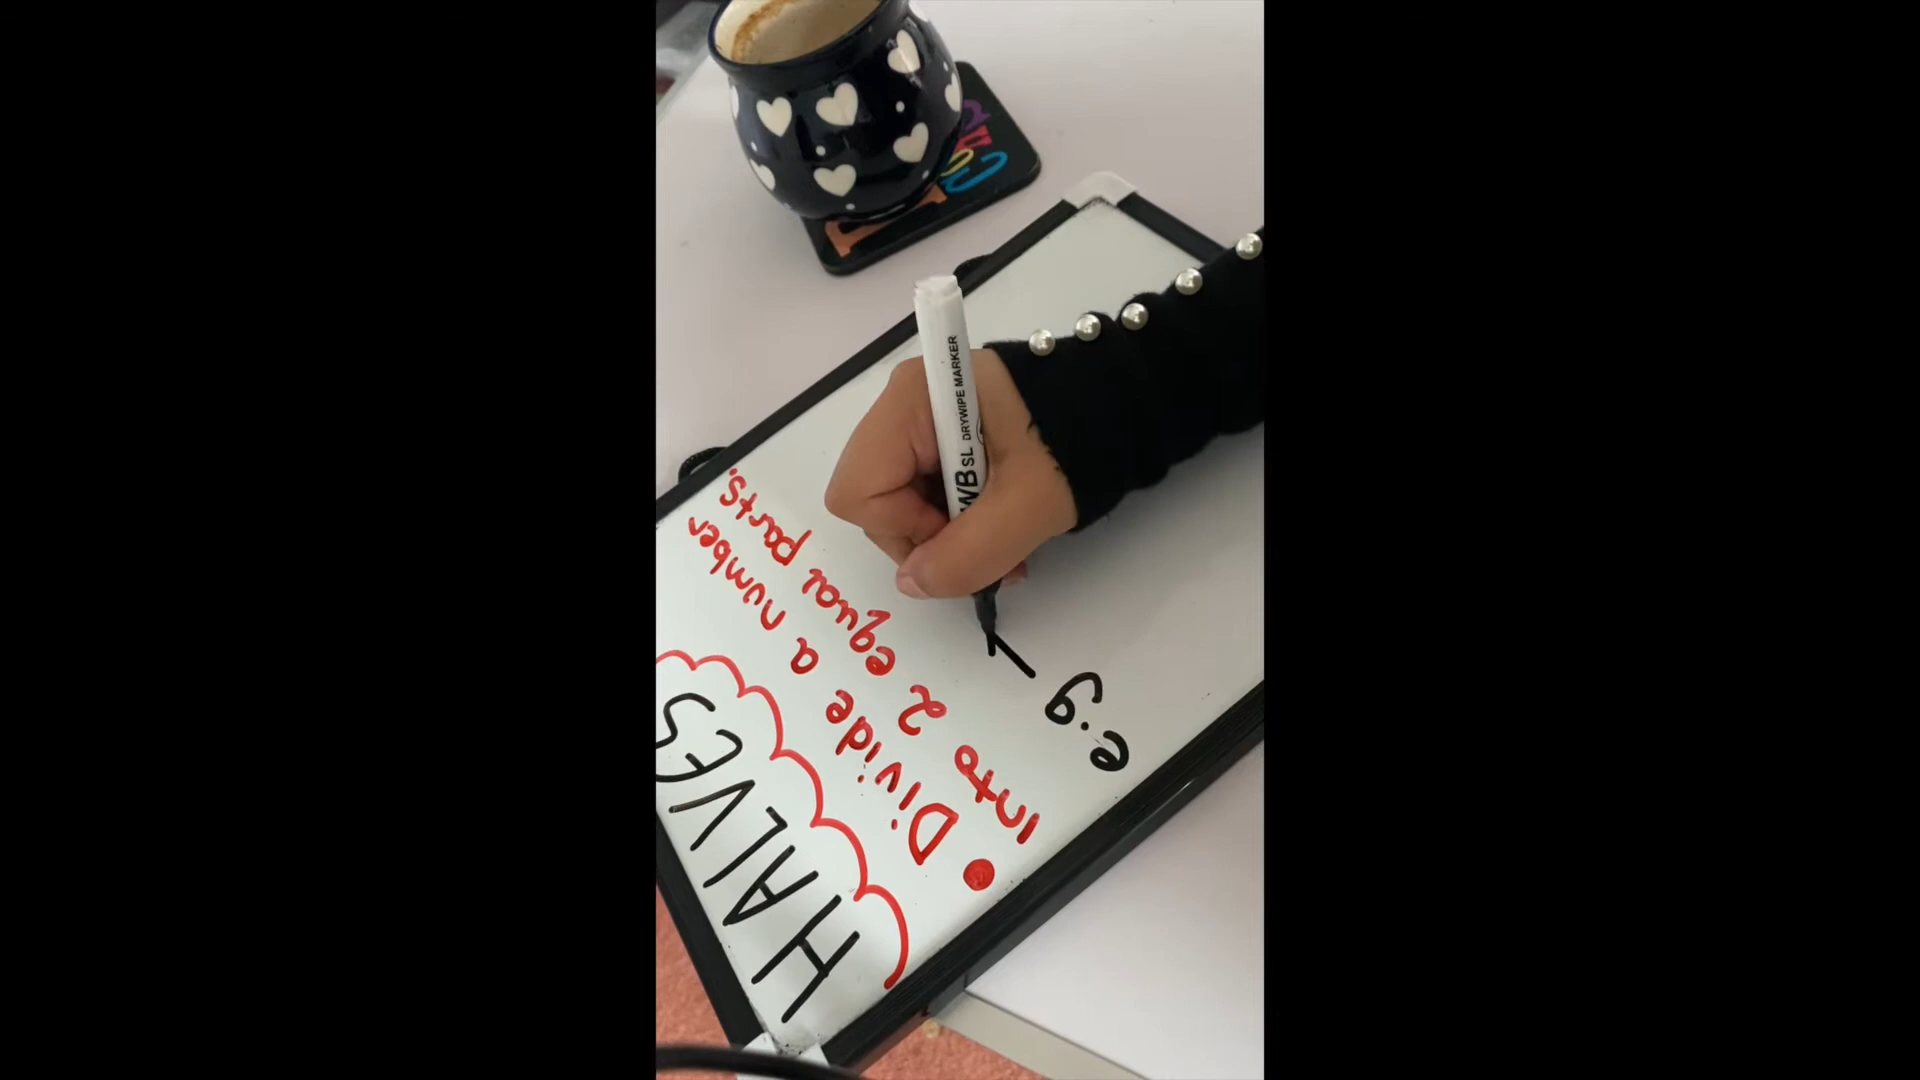 HALVES
• Divide a number
into 2 equal parts.
e.g
WB SL DRYWIPE MARKER